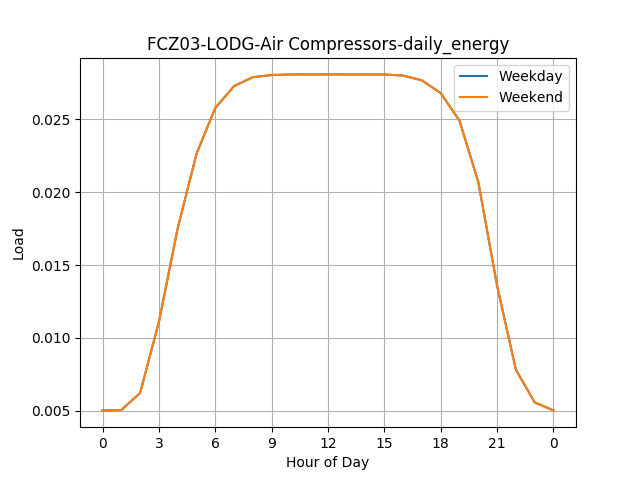 FCZ03-LODG-Air Compressors-daily_energy
Weekday
Weekend
0.025
0.020
0.015
0.010
0.005
Load
0 3 6 9 12 15 18 21 0
Hour of Day